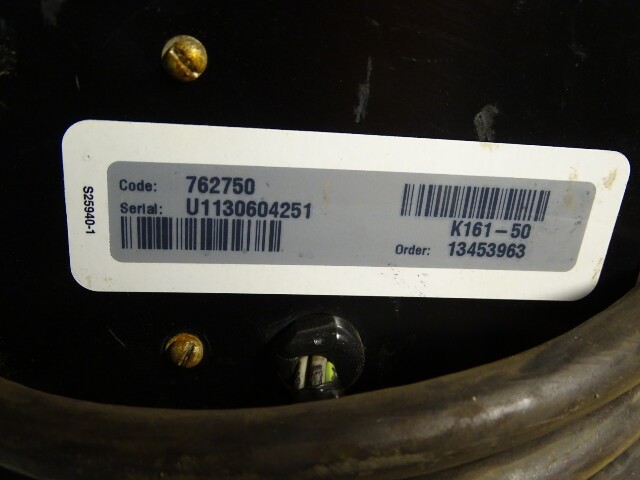 S25940-1
Code: 762750
Serial: U1130604251
K161-50
Order: 13453963